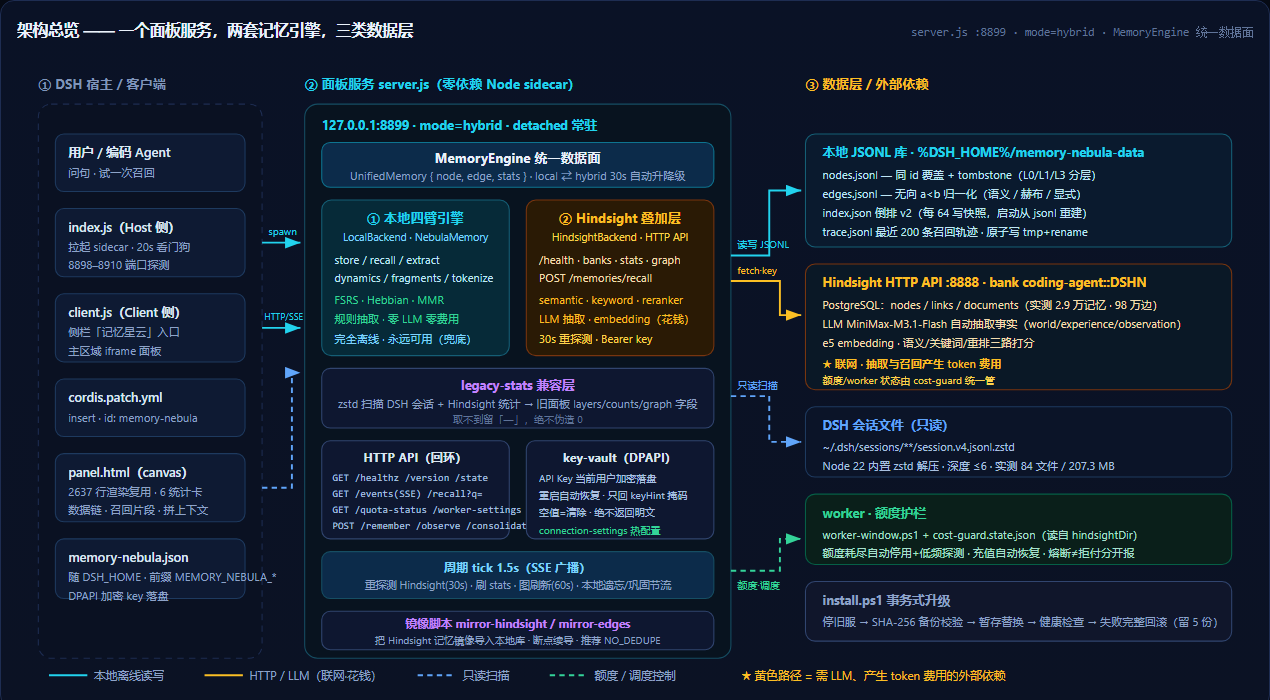 架构总览 —— 一个面板服务，两套记忆引擎，三类数据层
server.js :8899 · mode=hybrid · MemoryEngine 统一数据面
① DSH 宿主 / 客户端
用户 / 编码 Agent
问句 · 试一次召回
index.js（Host 侧）
拉起 sidecar · 20s 看门狗
8898–8910 端口探测
client.js（Client 侧）
侧栏「记忆星云」入口
主区域 iframe 面板
cordis.patch.yml
insert · id: memory-nebula
panel.html（canvas）
2637 行渲染复用 · 6 统计卡
数据链 · 召回片段 · 拼上下文
memory-nebula.json
随 DSH_HOME · 前缀 MEMORY_NEBULA_*
DPAPI 加密 key 落盘
spawn
HTTP/SSE
② 面板服务 server.js（零依赖 Node sidecar）
127.0.0.1:8899 · mode=hybrid · detached 常驻
MemoryEngine 统一数据面
UnifiedMemory { node, edge, stats } · local ⇄ hybrid 30s 自动升降级
① 本地四臂引擎
LocalBackend · NebulaMemory
store / recall / extract
dynamics / fragments / tokenize
FSRS · Hebbian · MMR
规则抽取 · 零 LLM 零费用
完全离线 · 永远可用（兜底）
② Hindsight 叠加层
HindsightBackend · HTTP API
/health · banks · stats · graph
POST /memories/recall
semantic · keyword · reranker
LLM 抽取 · embedding（花钱）
30s 重探测 · Bearer key
legacy-stats 兼容层
zstd 扫描 DSH 会话 + Hindsight 统计 → 旧面板 layers/counts/graph 字段
取不到留「—」，绝不伪造 0
HTTP API（回环）
GET /healthz /version /state
GET /events(SSE) /recall?q=
GET /quota-status /worker-settings
POST /remember /observe /consolidat
key-vault（DPAPI）
API Key 当前用户加密落盘
重启自动恢复 · 只回 keyHint 掩码
空值=清除 · 绝不返回明文
connection-settings 热配置
周期 tick 1.5s（SSE 广播）
重探测 Hindsight(30s) · 刷 stats · 图刷新(60s) · 本地遗忘/巩固节流
镜像脚本 mirror-hindsight / mirror-edges
把 Hindsight 记忆镜像导入本地库 · 断点续导 · 推荐 NO_DEDUPE
读写 JSONL
fetch·key
只读扫描
额度·调度
③ 数据层 / 外部依赖
本地 JSONL 库 · %DSH_HOME%/memory-nebula-data
nodes.jsonl — 同 id 覆盖 + tombstone（L0/L1/L3 分层）
edges.jsonl — 无向 a<b 归一化（语义 / 赫布 / 显式）
index.json 倒排 v2（每 64 写快照，启动从 jsonl 重建）
trace.jsonl 最近 200 条召回轨迹 · 原子写 tmp+rename
Hindsight HTTP API :8888 · bank coding-agent::DSHN
PostgreSQL：nodes / links / documents（实测 2.9 万记忆 · 98 万边）
LLM MiniMax-M3.1-Flash 自动抽取事实（world/experience/observation）
e5 embedding · 语义/关键词/重排三路打分
★ 联网 · 抽取与召回产生 token 费用
额度/worker 状态由 cost-guard 统一管
DSH 会话文件（只读）
~/.dsh/sessions/**/session.v4.jsonl.zstd
Node 22 内置 zstd 解压 · 深度 ≤6 · 实测 84 文件 / 207.3 MB
worker · 额度护栏
worker-window.ps1 + cost-guard.state.json（读自 hindsightDir）
额度耗尽自动停用+低频探测 · 充值自动恢复 · 熔断≠拒付分开报
install.ps1 事务式升级
停旧服 → SHA-256 备份校验 → 暂存替换 → 健康检查 → 失败完整回滚（留 5 份）
本地离线读写
HTTP / LLM（联网·花钱）
只读扫描
额度 / 调度控制
★ 黄色路径 = 需 LLM、产生 token 费用的外部依赖